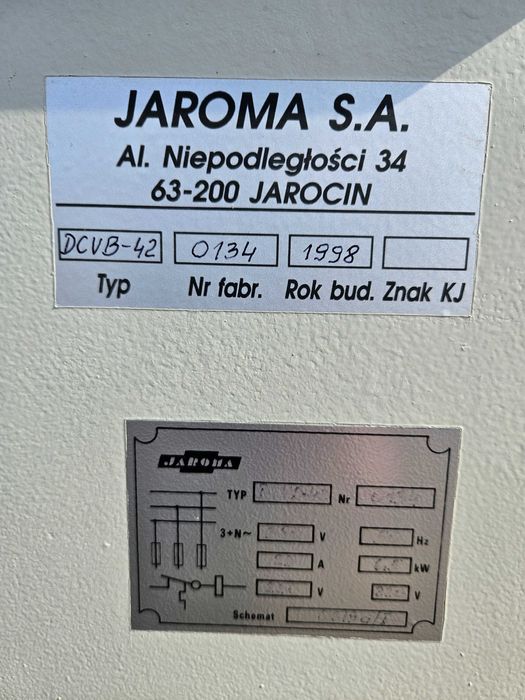 JAROMA S.A.
Al. Niepodległości 34
63-200 JAROCIN
DCVB-42 0134 1998
Typ Nr fabr. Rok bud. Znak KJ
JAROMA
TYP Nr
3+N~ V Hz
A kW
V V
Schemat